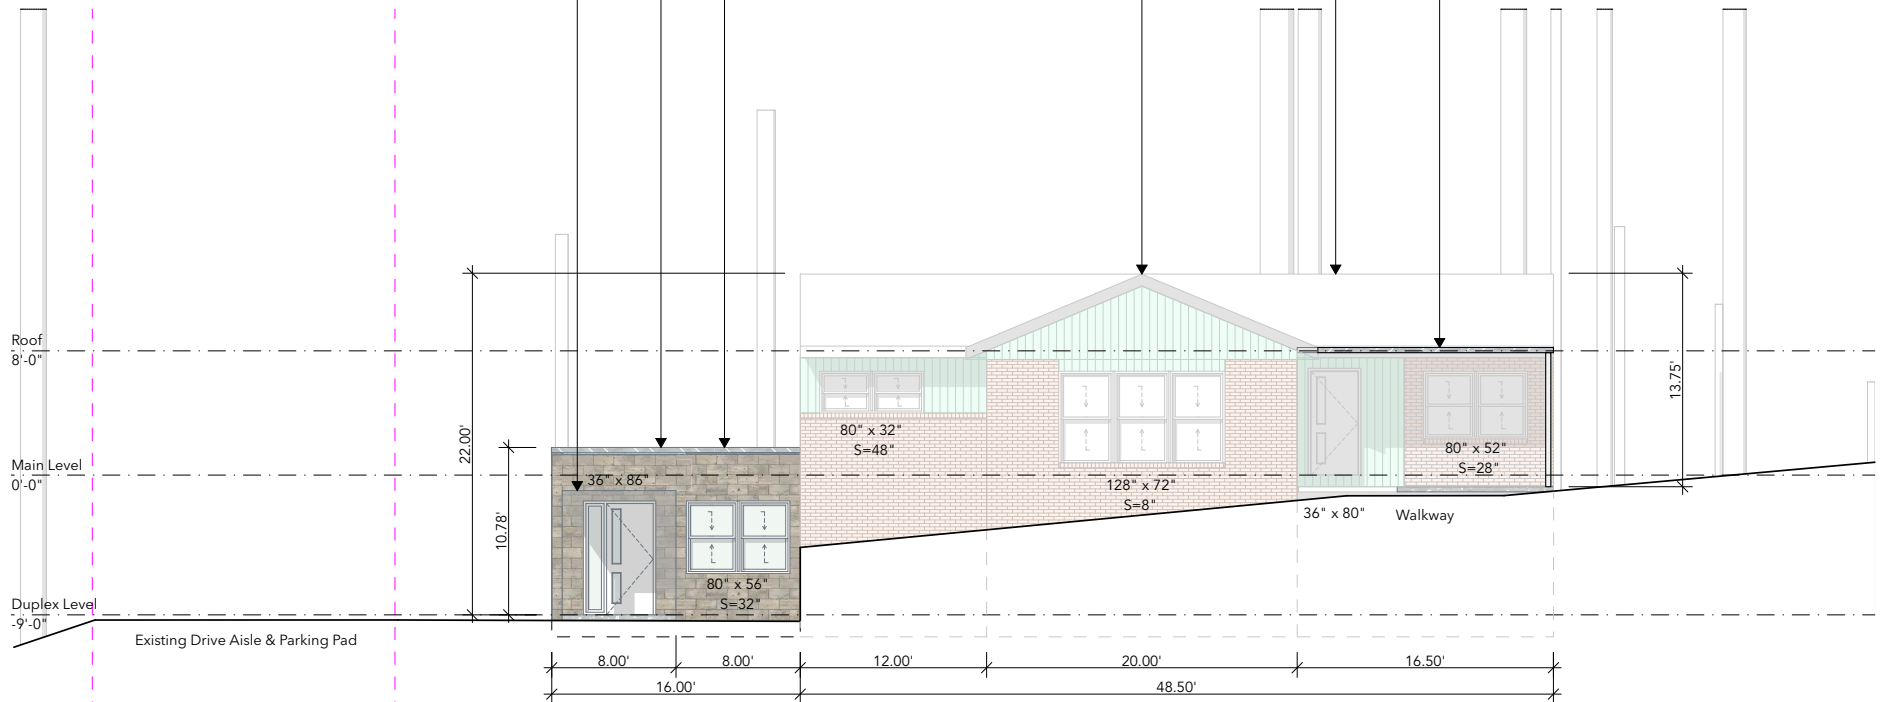 Roof
8'-0"
Main Level
0'-0"
Duplex Level
-9'-0"
Existing Drive Aisle & Parking Pad
22.00'
10.78'
36" x 86"
80" x 56"
S=32"
80" x 32"
S=48"
128" x 72"
S=8"
36" x 80"
Walkway
80" x 52"
S=28"
13.75'
8.00'
8.00'
12.00'
20.00'
16.50'
16.00'
48.50'